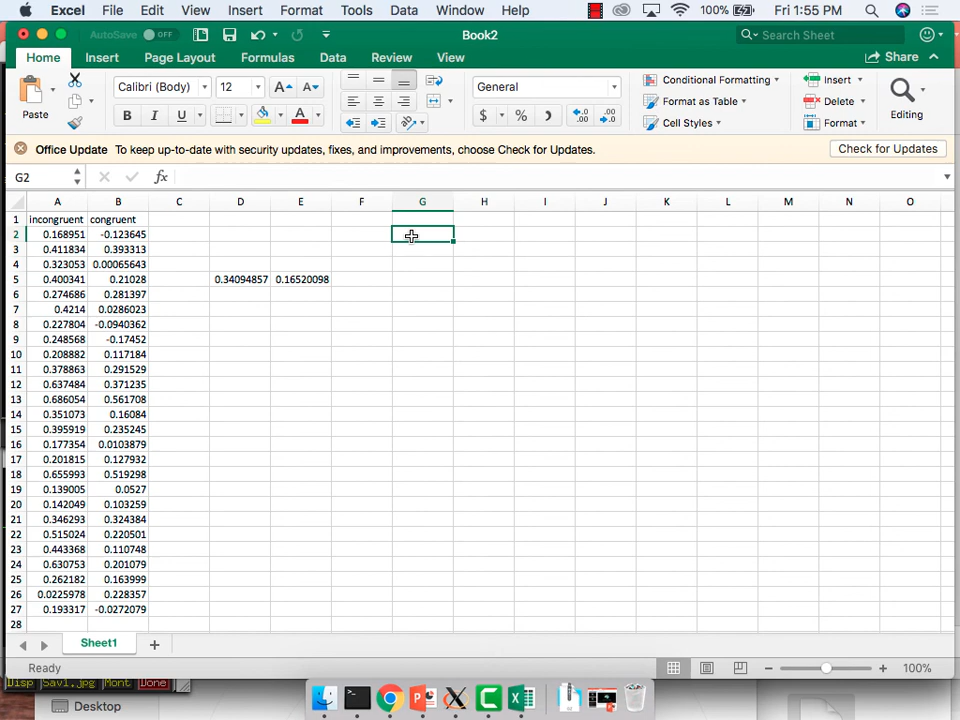 Excel File Edit View Insert Format Tools Data Window Help 100% Fri 1:55 PM
AutoSave OFF Book2 Search Sheet
Home Insert Page Layout Formulas Data Review View Share
Paste Calibri (Body) 12 A A General Conditional Formatting Insert
Format as Table Delete Editing
B I U A $ % Cell Styles Format
Office Update To keep up-to-date with security updates, fixes, and improvements, choose Check for Updates. Check for Updates
G2 fx
A B C D E F G H I J K L M N O
1 incongruent congruent
2 0.168951 -0.123645
3 0.411834 0.393313
4 0.323053 0.00065643
5 0.400341 0.21028 0.34094857 0.16520098
6 0.274686 0.281397
7 0.4214 0.0286023
8 0.227804 -0.0940362
9 0.248568 -0.17452
10 0.208882 0.117184
11 0.378863 0.291529
12 0.637484 0.371235
13 0.686054 0.561708
14 0.351073 0.16084
15 0.395919 0.235245
16 0.177354 0.0103879
17 0.201815 0.127932
18 0.655993 0.519298
19 0.139005 0.0527
20 0.142049 0.103259
21 0.346293 0.324384
22 0.515024 0.220501
23 0.443368 0.110748
24 0.630753 0.201079
25 0.262182 0.163999
26 0.0225978 0.228357
27 0.193317 -0.0272079
28
Sheet1
Ready 100%
Disp Sav1.jpg Mont Done
Desktop